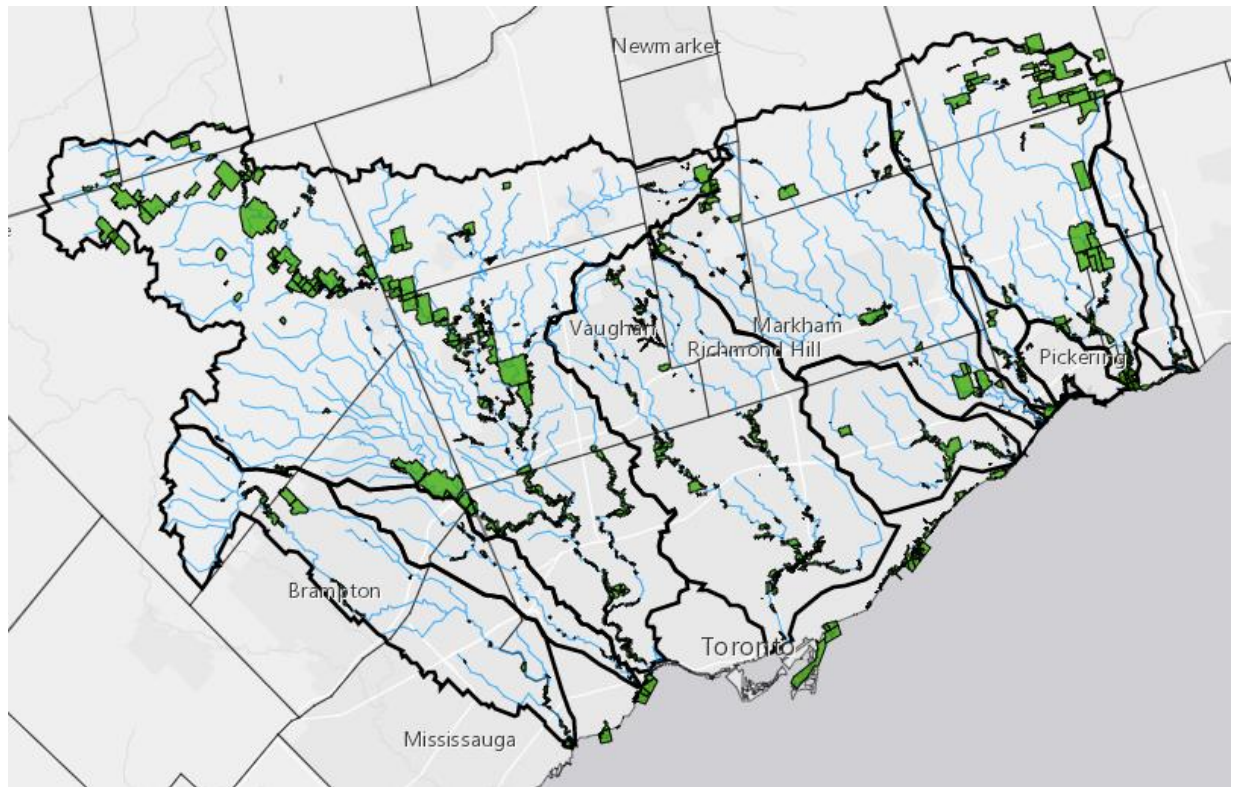 Newmarket
Vaughan
Markham
Richmond Hill
Pickering
Brampton
Toronto
Mississauga